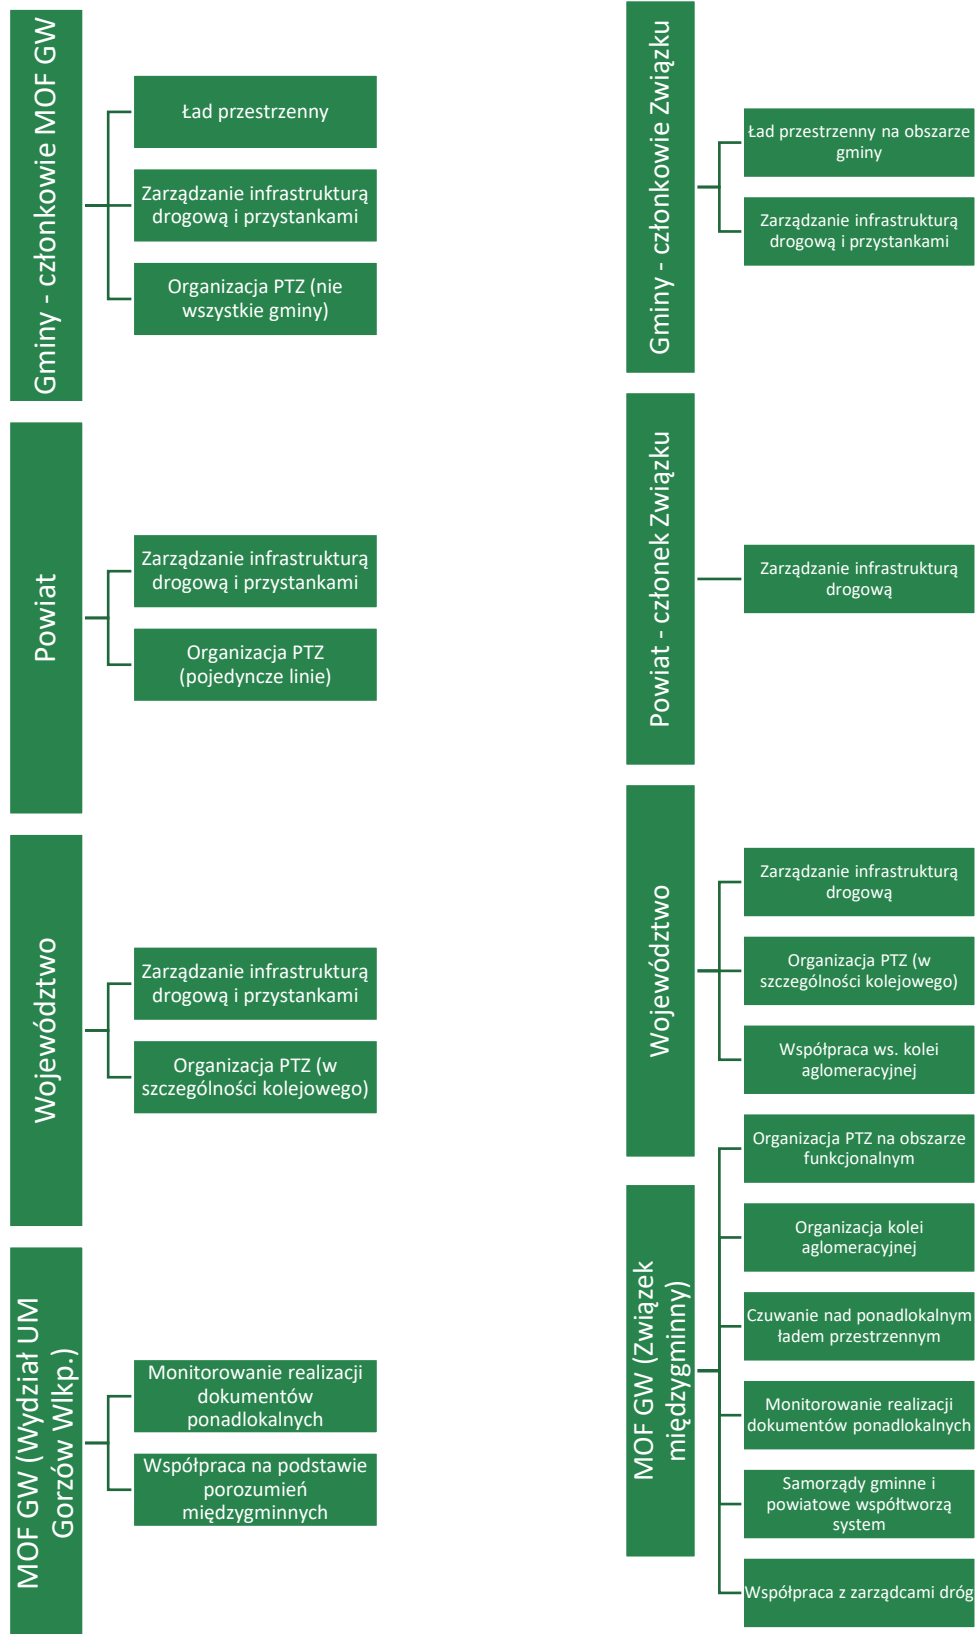 Gminy - członkowie MOF GW
Ład przestrzenny
Zarządzanie infrastrukturą
drogową i przystankami
Organizacja PTZ (nie
wszystkie gminy)
Powiat
Zarządzanie infrastrukturą
drogową i przystankami
Organizacja PTZ
(pojedyncze linie)
Województwo
Zarządzanie infrastrukturą
drogową i przystankami
Organizacja PTZ (w
szczególności kolejowego)
MOF GW (Wydział UM
Gorzów Wlkp.)
Monitorowanie realizacji
dokumentów
ponadlokalnych
Współpraca na podstawie
porozumień
międzygminnych
Gminy - członkowie Związku
Ład przestrzenny na obszarze
gminy
Zarządzanie infrastrukturą
drogową i przystankami
Powiat - członek Związku
Zarządzanie infrastrukturą
drogową
Województwo
Zarządzanie infrastrukturą
drogową
Organizacja PTZ (w
szczególności kolejowego)
Współpraca ws. kolei
aglomeracyjnej
MOF GW (Związek
międzygminny)
Organizacja PTZ na obszarze
funkcjonalnym
Organizacja kolei
aglomeracyjnej
Czuwanie nad ponadlokalnym
ładem przestrzennym
Monitorowanie realizacji
dokumentów ponadlokalnych
Samorządy gminne i
powiatowe współtworzą
system
Współpraca z zarządcami dróg